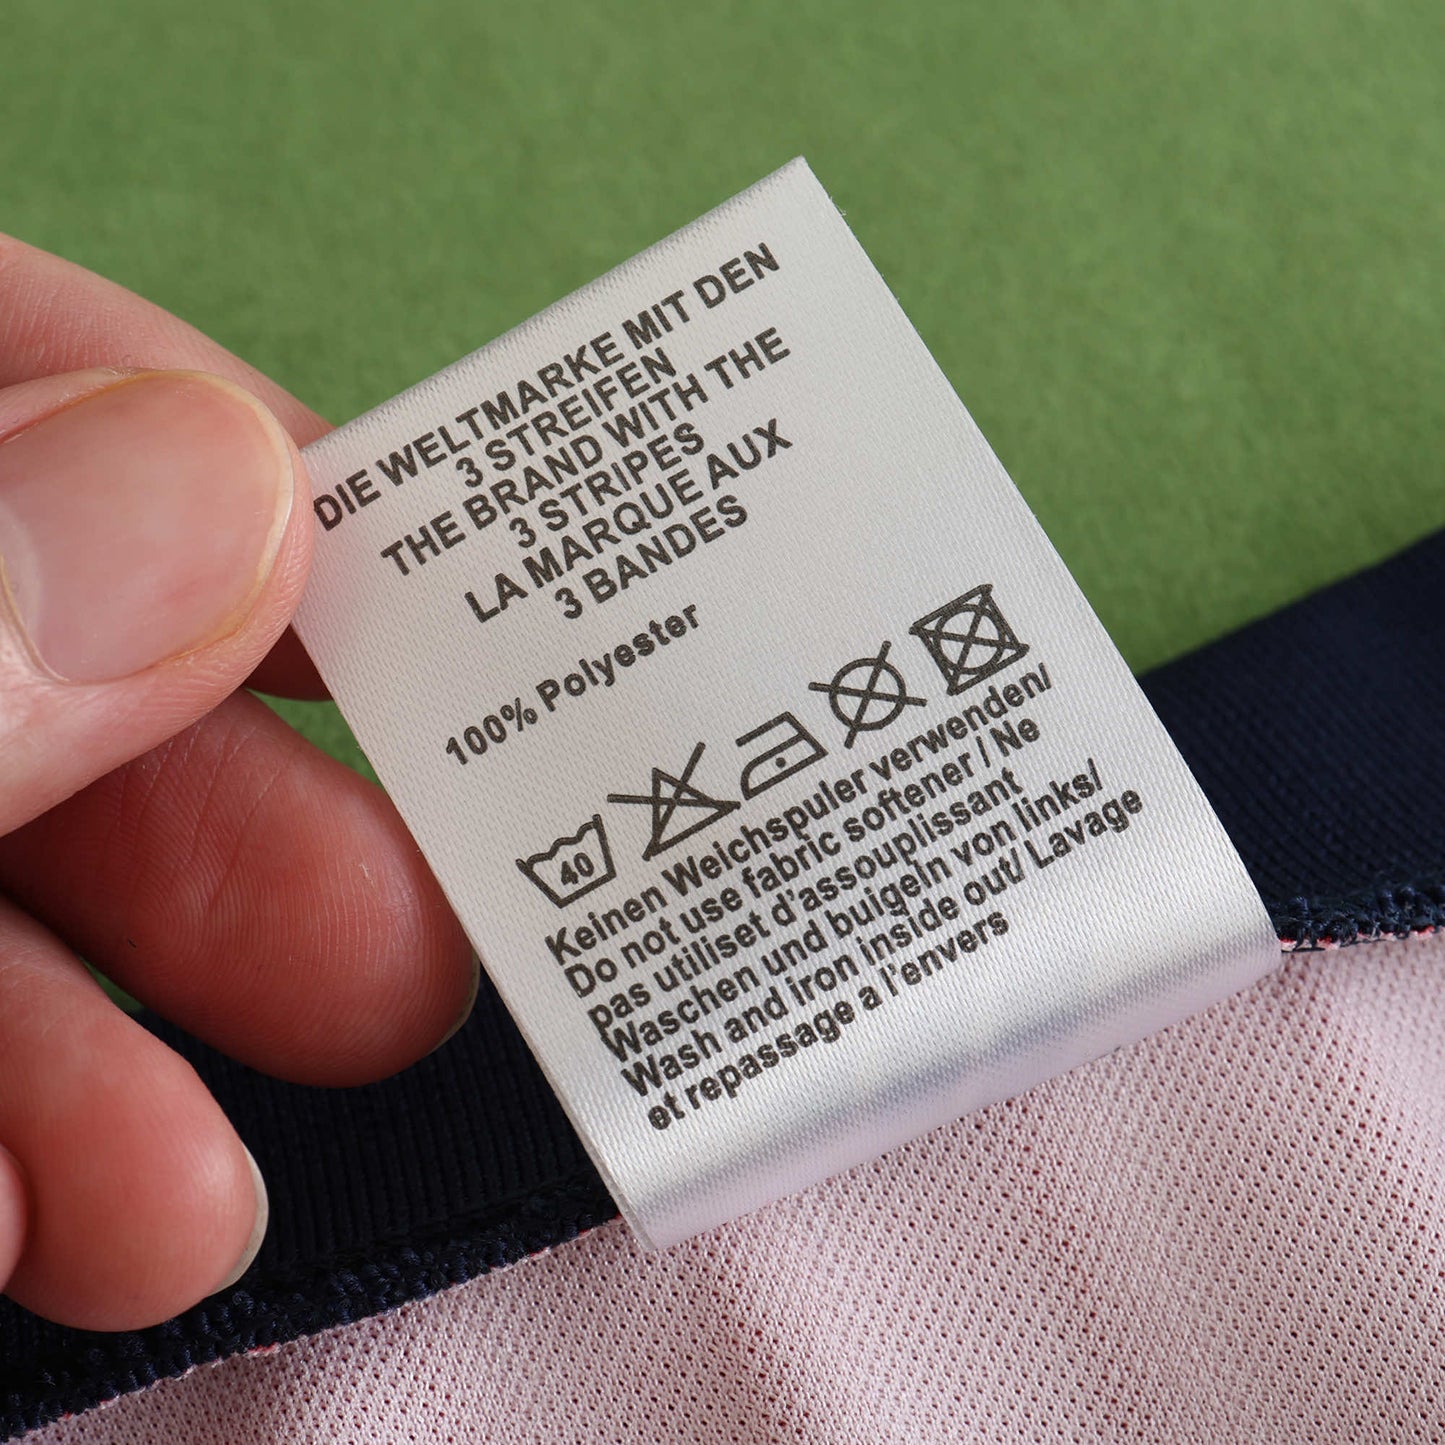 DIE WELTMARKE MIT DEN
3 STREIFEN
THE BRAND WITH THE
3 STRIPES
LA MARQUE AUX
3 BANDES
100% Polyester
40
Keinen Weichspuler verwenden/
Do not use fabric softener / Ne
pas utiliset d'assouplissant
Waschen und buigeln von links/
Wash and iron inside out/ Lavage
et repassage a l'envers